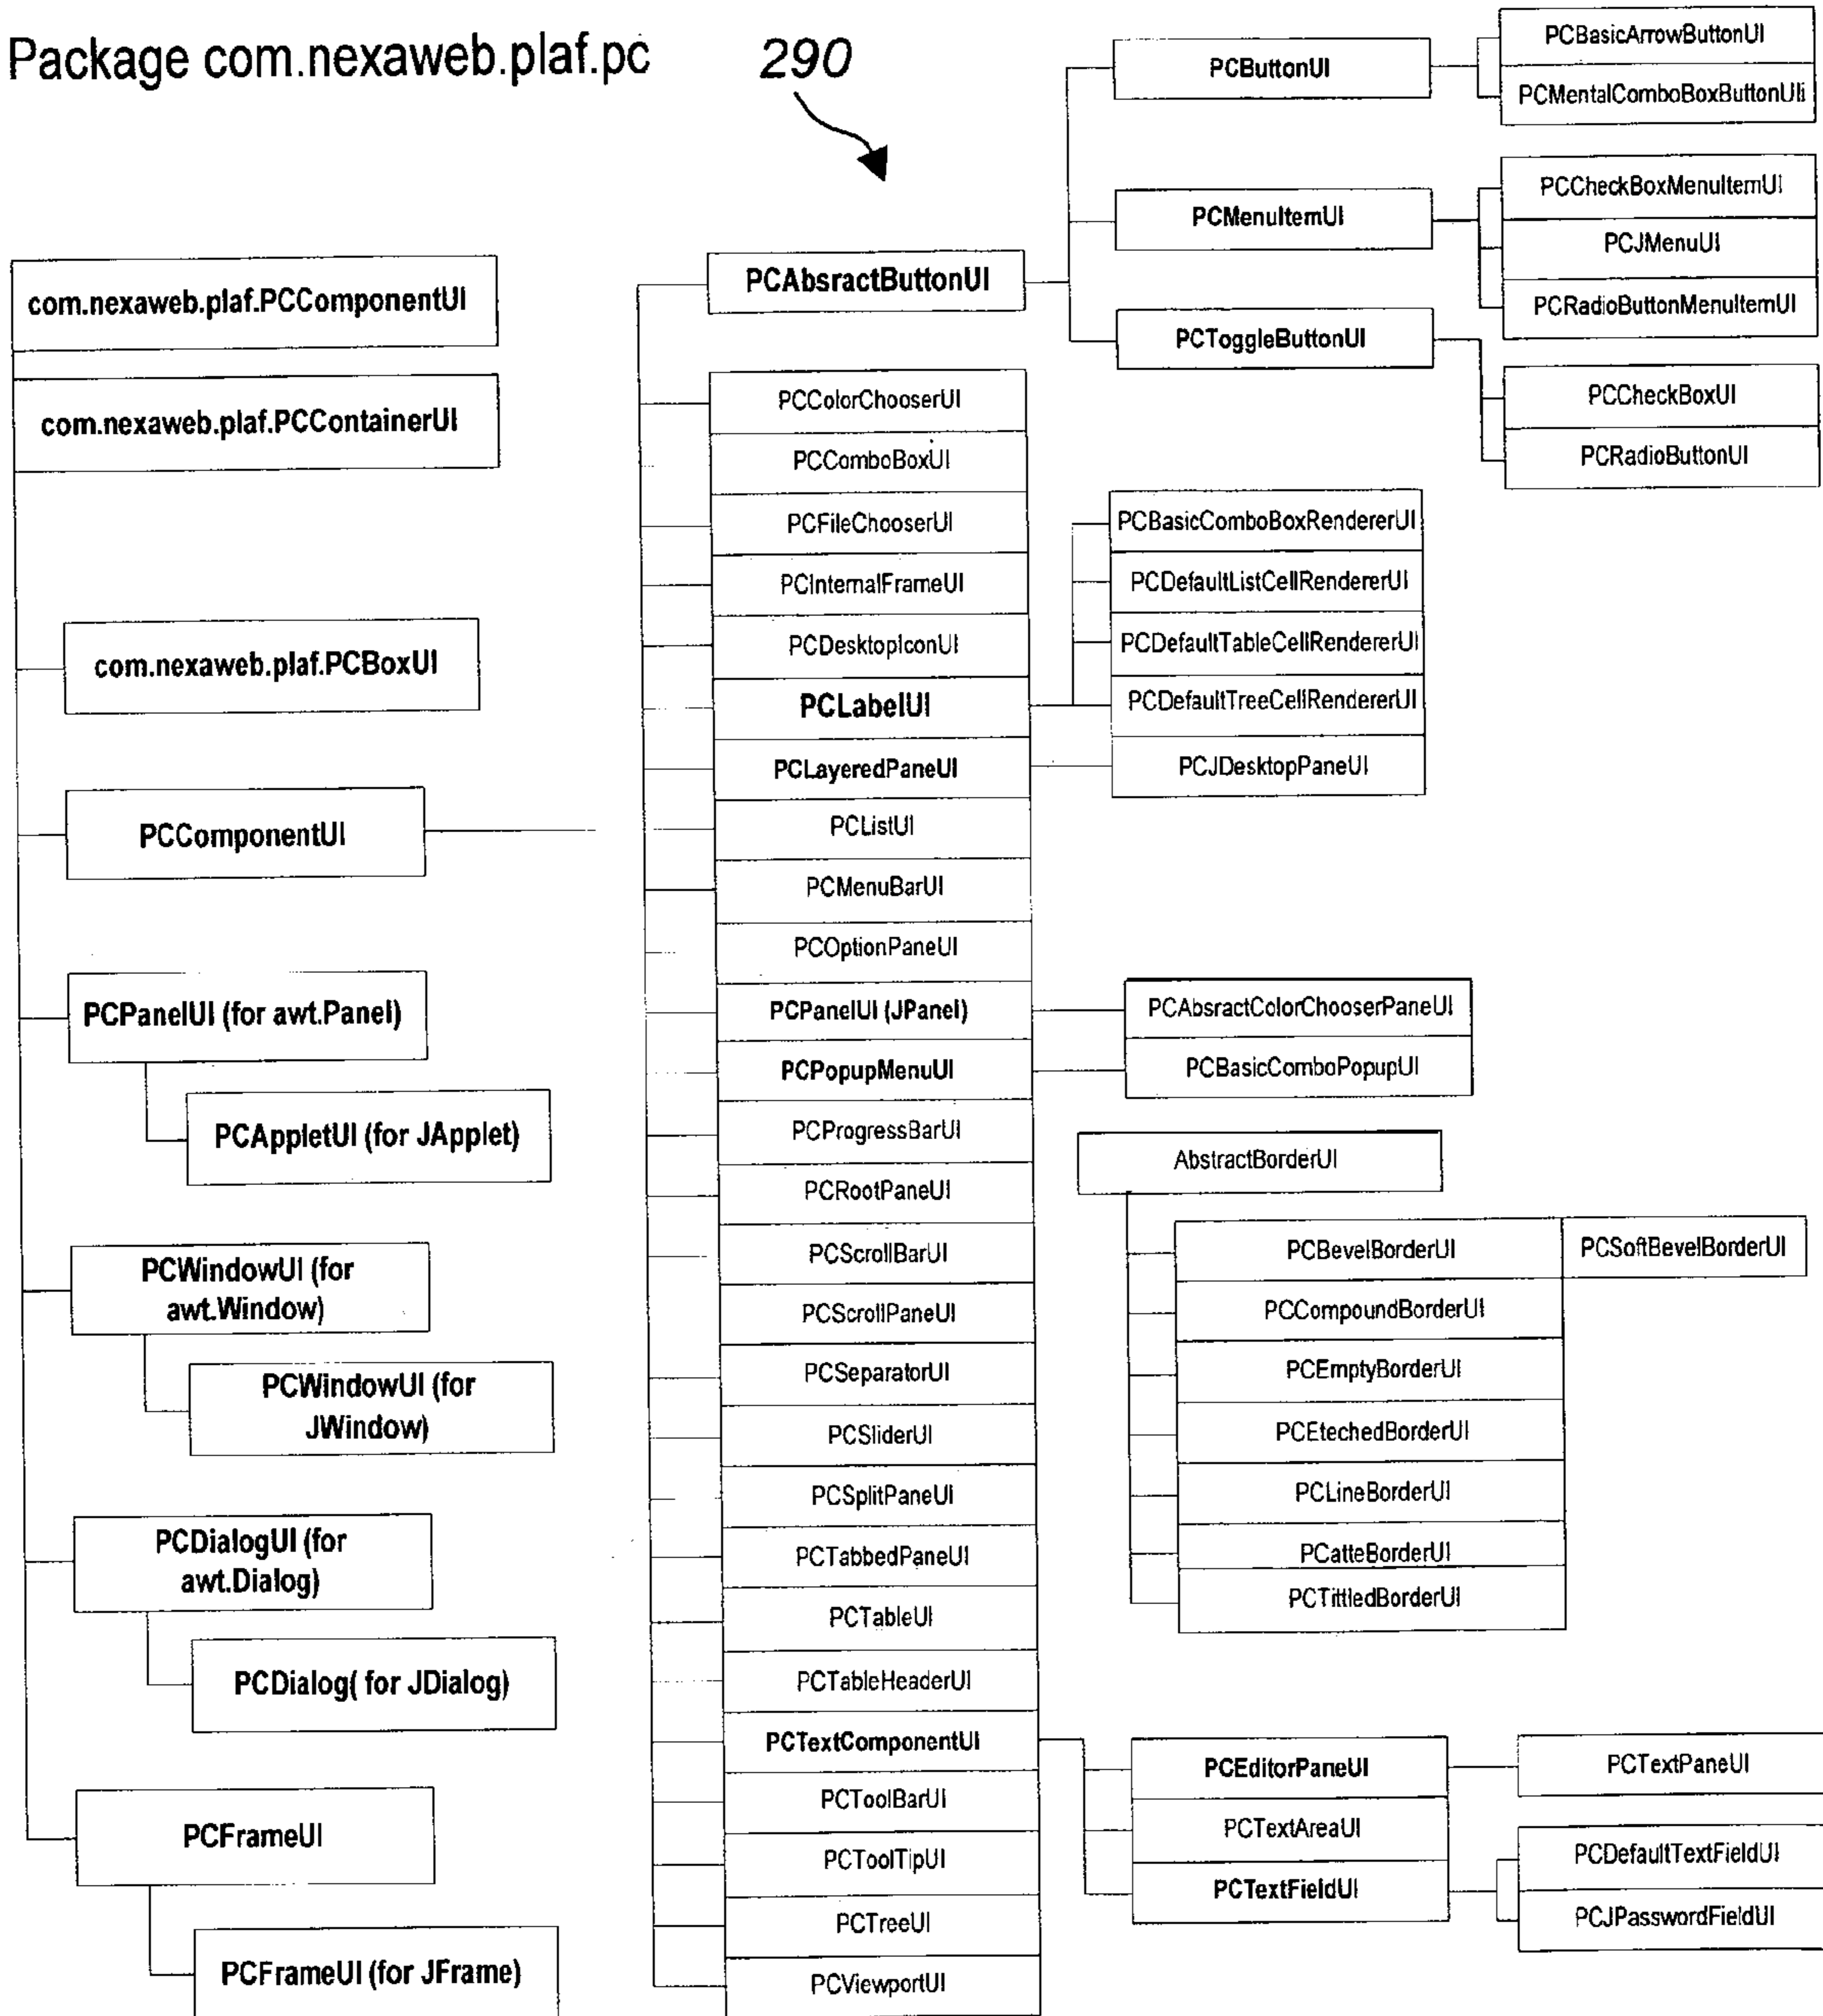 Package com.nexaweb.plaf.pc
290
com.nexaweb.plaf.PCComponentUI
com.nexaweb.plaf.PCContainerUI
com.nexaweb.plaf.PCBoxUI
PCComponentUI
PCPanelUI (for awt.Panel)
PCAppletUI (for JApplet)
PCWindowUI (for
awt.Window)
PCWindowUI (for
JWindow)
PCDialogUI (for
awt.Dialog)
PCDialog( for JDialog)
PCFrameUI
PCFrameUI (for JFrame)
PCAbsractButtonUI
PCColorChooserUI
PCComboBoxUI
PCFileChooserUI
PCInternalFrameUI
PCDesktopIconUI
PCLabelUI
PCLayeredPaneUI
PCListUI
PCMenuBarUI
PCOptionPaneUI
PCPanelUI (JPanel)
PCPopupMenuUI
PCProgressBarUI
PCRootPaneUI
PCScrollBarUI
PCScrollPaneUI
PCSeparatorUI
PCSliderUI
PCSplitPaneUI
PCTabbedPaneUI
PCTableUI
PCTableHeaderUI
PCTextComponentUI
PCToolBarUI
PCToolTipUI
PCTreeUI
PCViewportUI
PCButtonUI
PCBasicArrowButtonUI
PCMentalComboBoxButtonUIi
PCMenuItemUI
PCCheckBoxMenuItemUI
PCJMenuUI
PCRadioButtonMenuItemUI
PCToggleButtonUI
PCCheckBoxUI
PCRadioButtonUI
PCBasicComboBoxRendererUI
PCDefaultListCellRendererUI
PCDefaultTableCellRendererUI
PCDefaultTreeCellRendererUI
PCJDesktopPaneUI
PCAbsractColorChooserPaneUI
PCBasicComboPopupUI
AbstractBorderUI
PCBevelBorderUI
PCSoftBevelBorderUI
PCCompoundBorderUI
PCEmptyBorderUI
PCEtechedBorderUI
PCLineBorderUI
PCatteBorderUI
PCTittledBorderUI
PCEditorPaneUI
PCTextPaneUI
PCTextAreaUI
PCTextFieldUI
PCDefaultTextFieldUI
PCJPasswordFieldUI